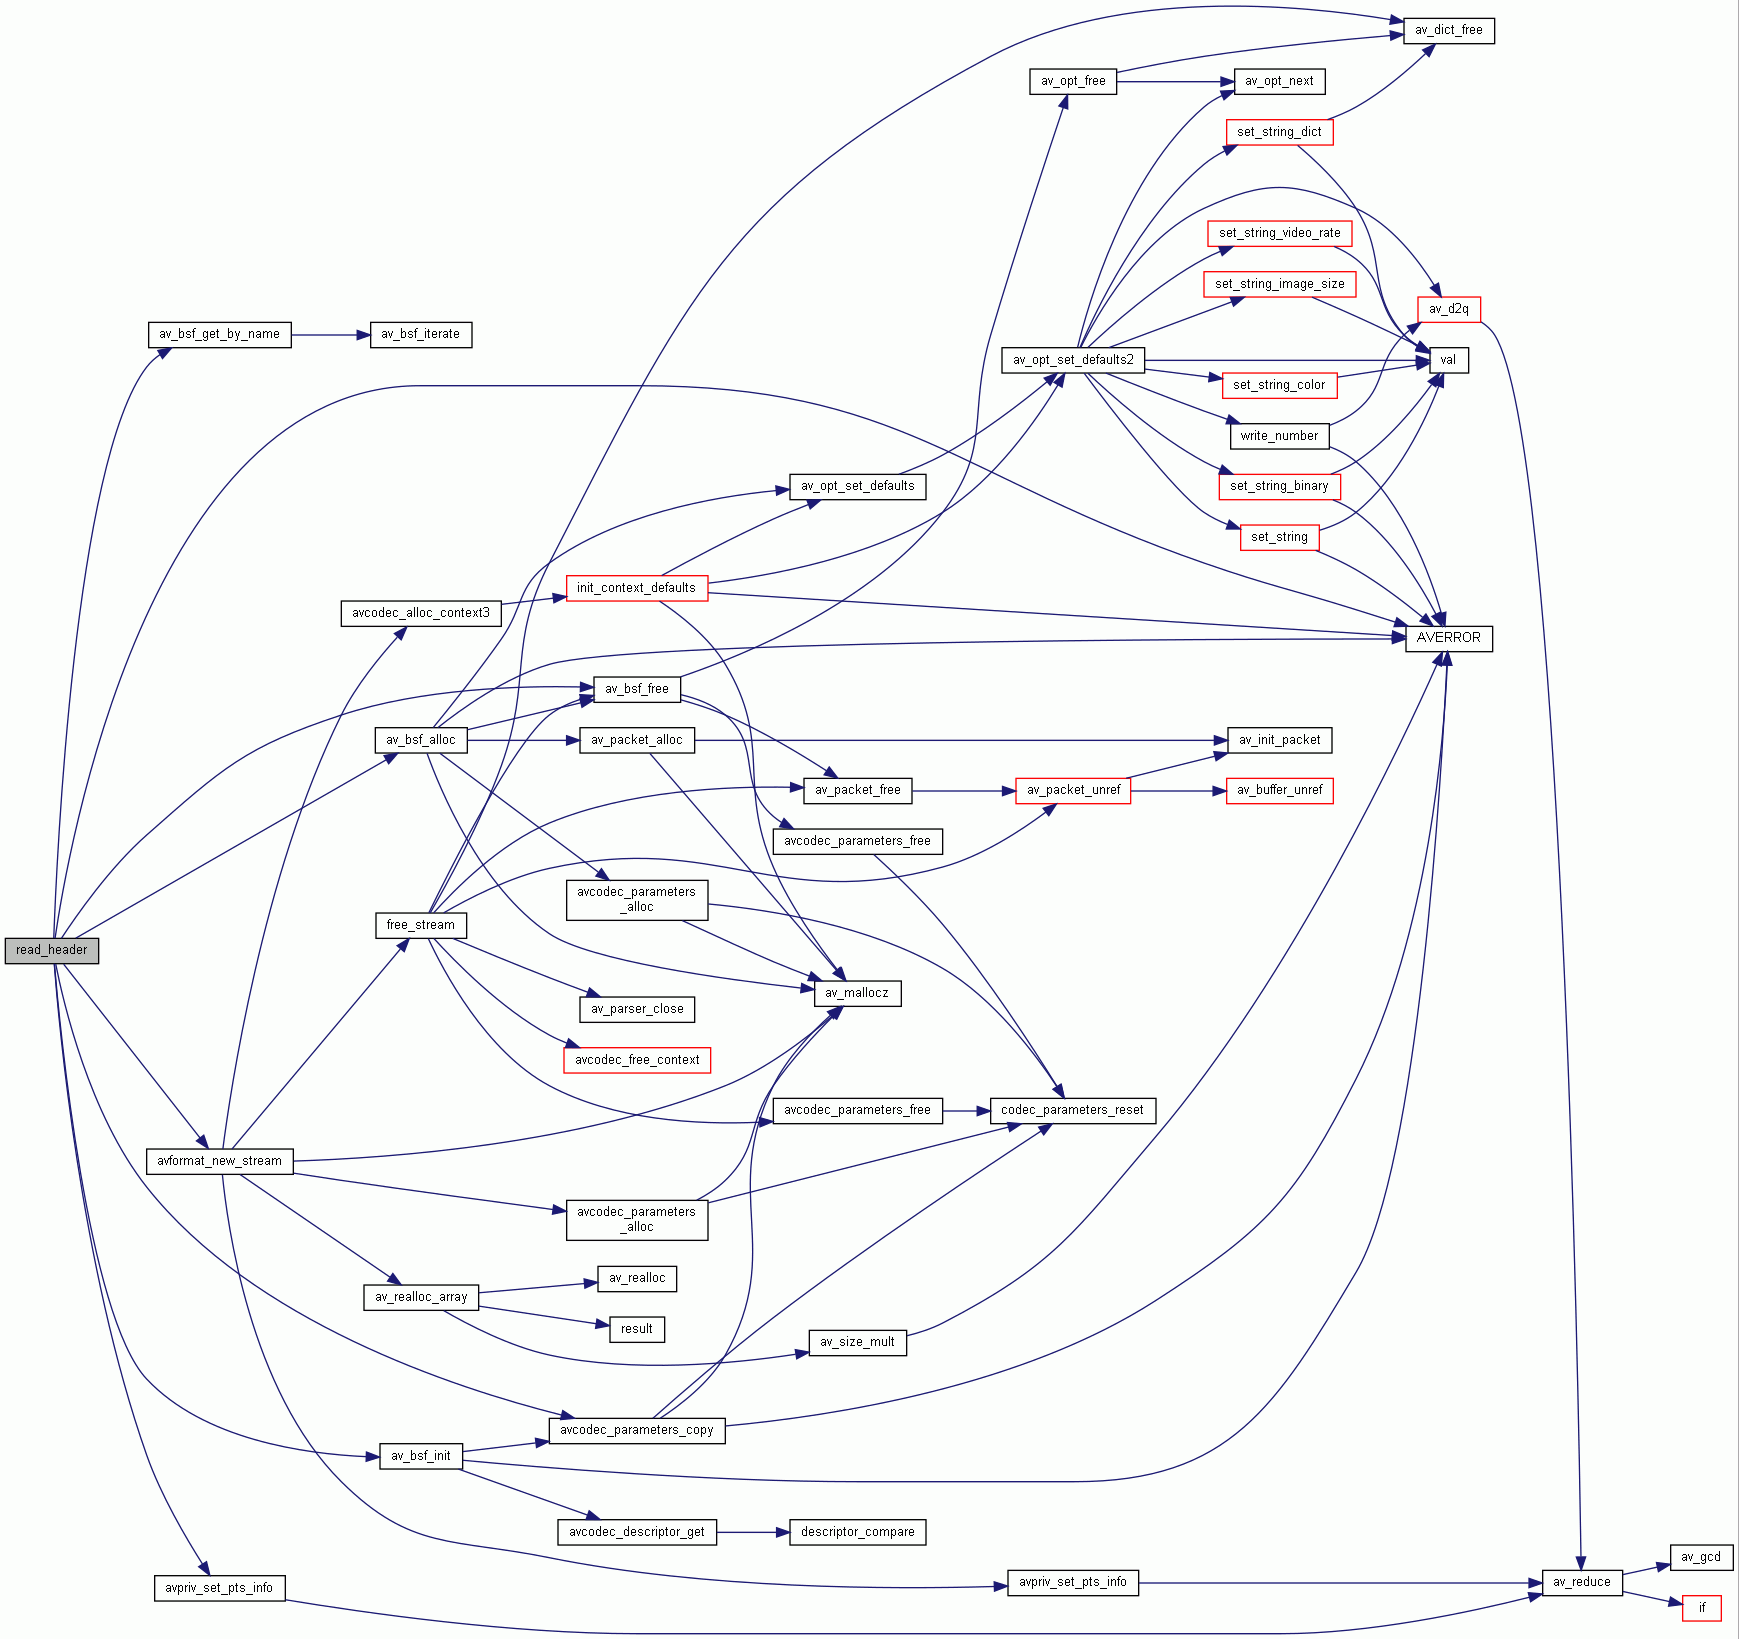 av_dict_free
av_opt_free
av_opt_next
set_string_dict
set_string_video_rate
set_string_image_size
av_d2q
av_bsf_get_by_name
av_bsf_iterate
av_opt_set_defaults2
val
set_string_color
write_number
av_opt_set_defaults
set_string_binary
set_string
init_context_defaults
avcodec_alloc_context3
AVERROR
av_bsf_free
av_bsf_alloc
av_packet_alloc
av_init_packet
av_packet_free
av_packet_unref
av_buffer_unref
avcodec_parameters_free
avcodec_parameters
_alloc
free_stream
read_header
av_mallocz
av_parser_close
avcodec_free_context
avcodec_parameters_free
codec_parameters_reset
avformat_new_stream
avcodec_parameters
_alloc
av_realloc
av_realloc_array
result
av_size_mult
avcodec_parameters_copy
av_bsf_init
avcodec_descriptor_get
descriptor_compare
av_gcd
avpriv_set_pts_info
avpriv_set_pts_info
av_reduce
if